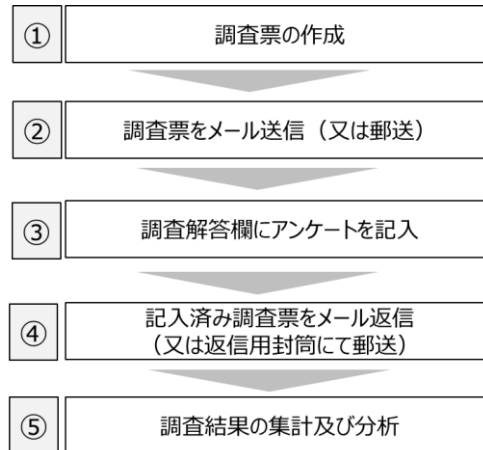 ① 調査票の作成
② 調査票をメール送信（又は郵送）
③ 調査解答欄にアンケートを記入
④ 記入済み調査票をメール返信
（又は返信用封筒にて郵送）
⑤ 調査結果の集計及び分析